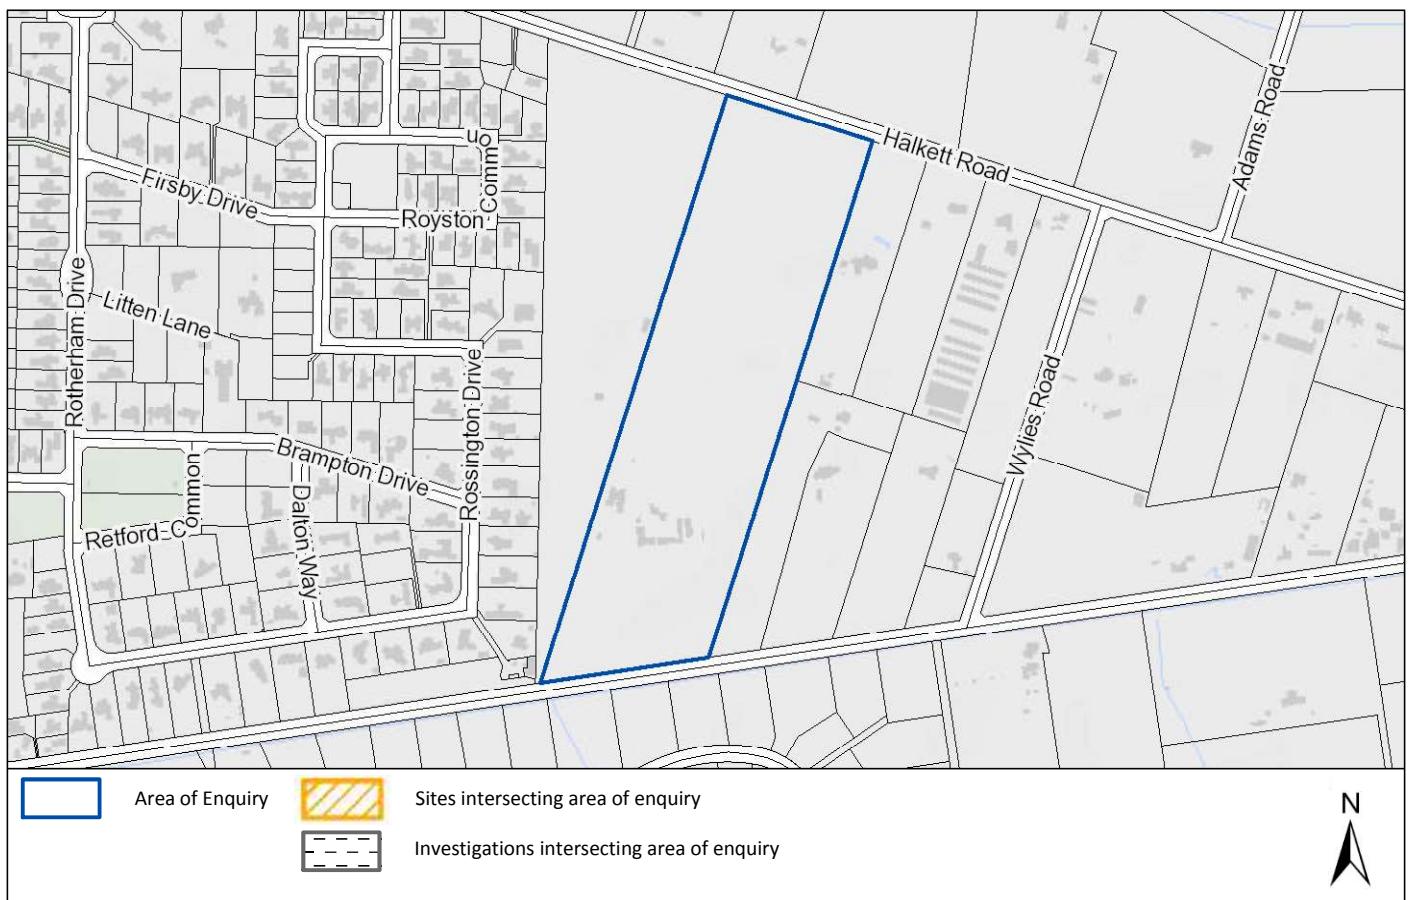 Halkett Road
Adams Road
on
Comm
Firsby Drive
Royston
Rotherham Drive
Litten Lane
Rossington Drive
Wylies Road
Brampton Drive
Dalton Way
Retford Common
Area of Enquiry
Sites intersecting area of enquiry
N
Investigations intersecting area of enquiry